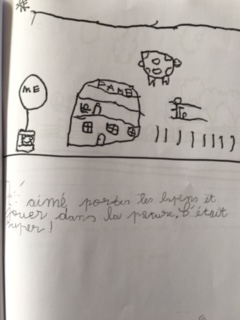 ME
aimé porter les lapins et
jouer dans la C'était
super!